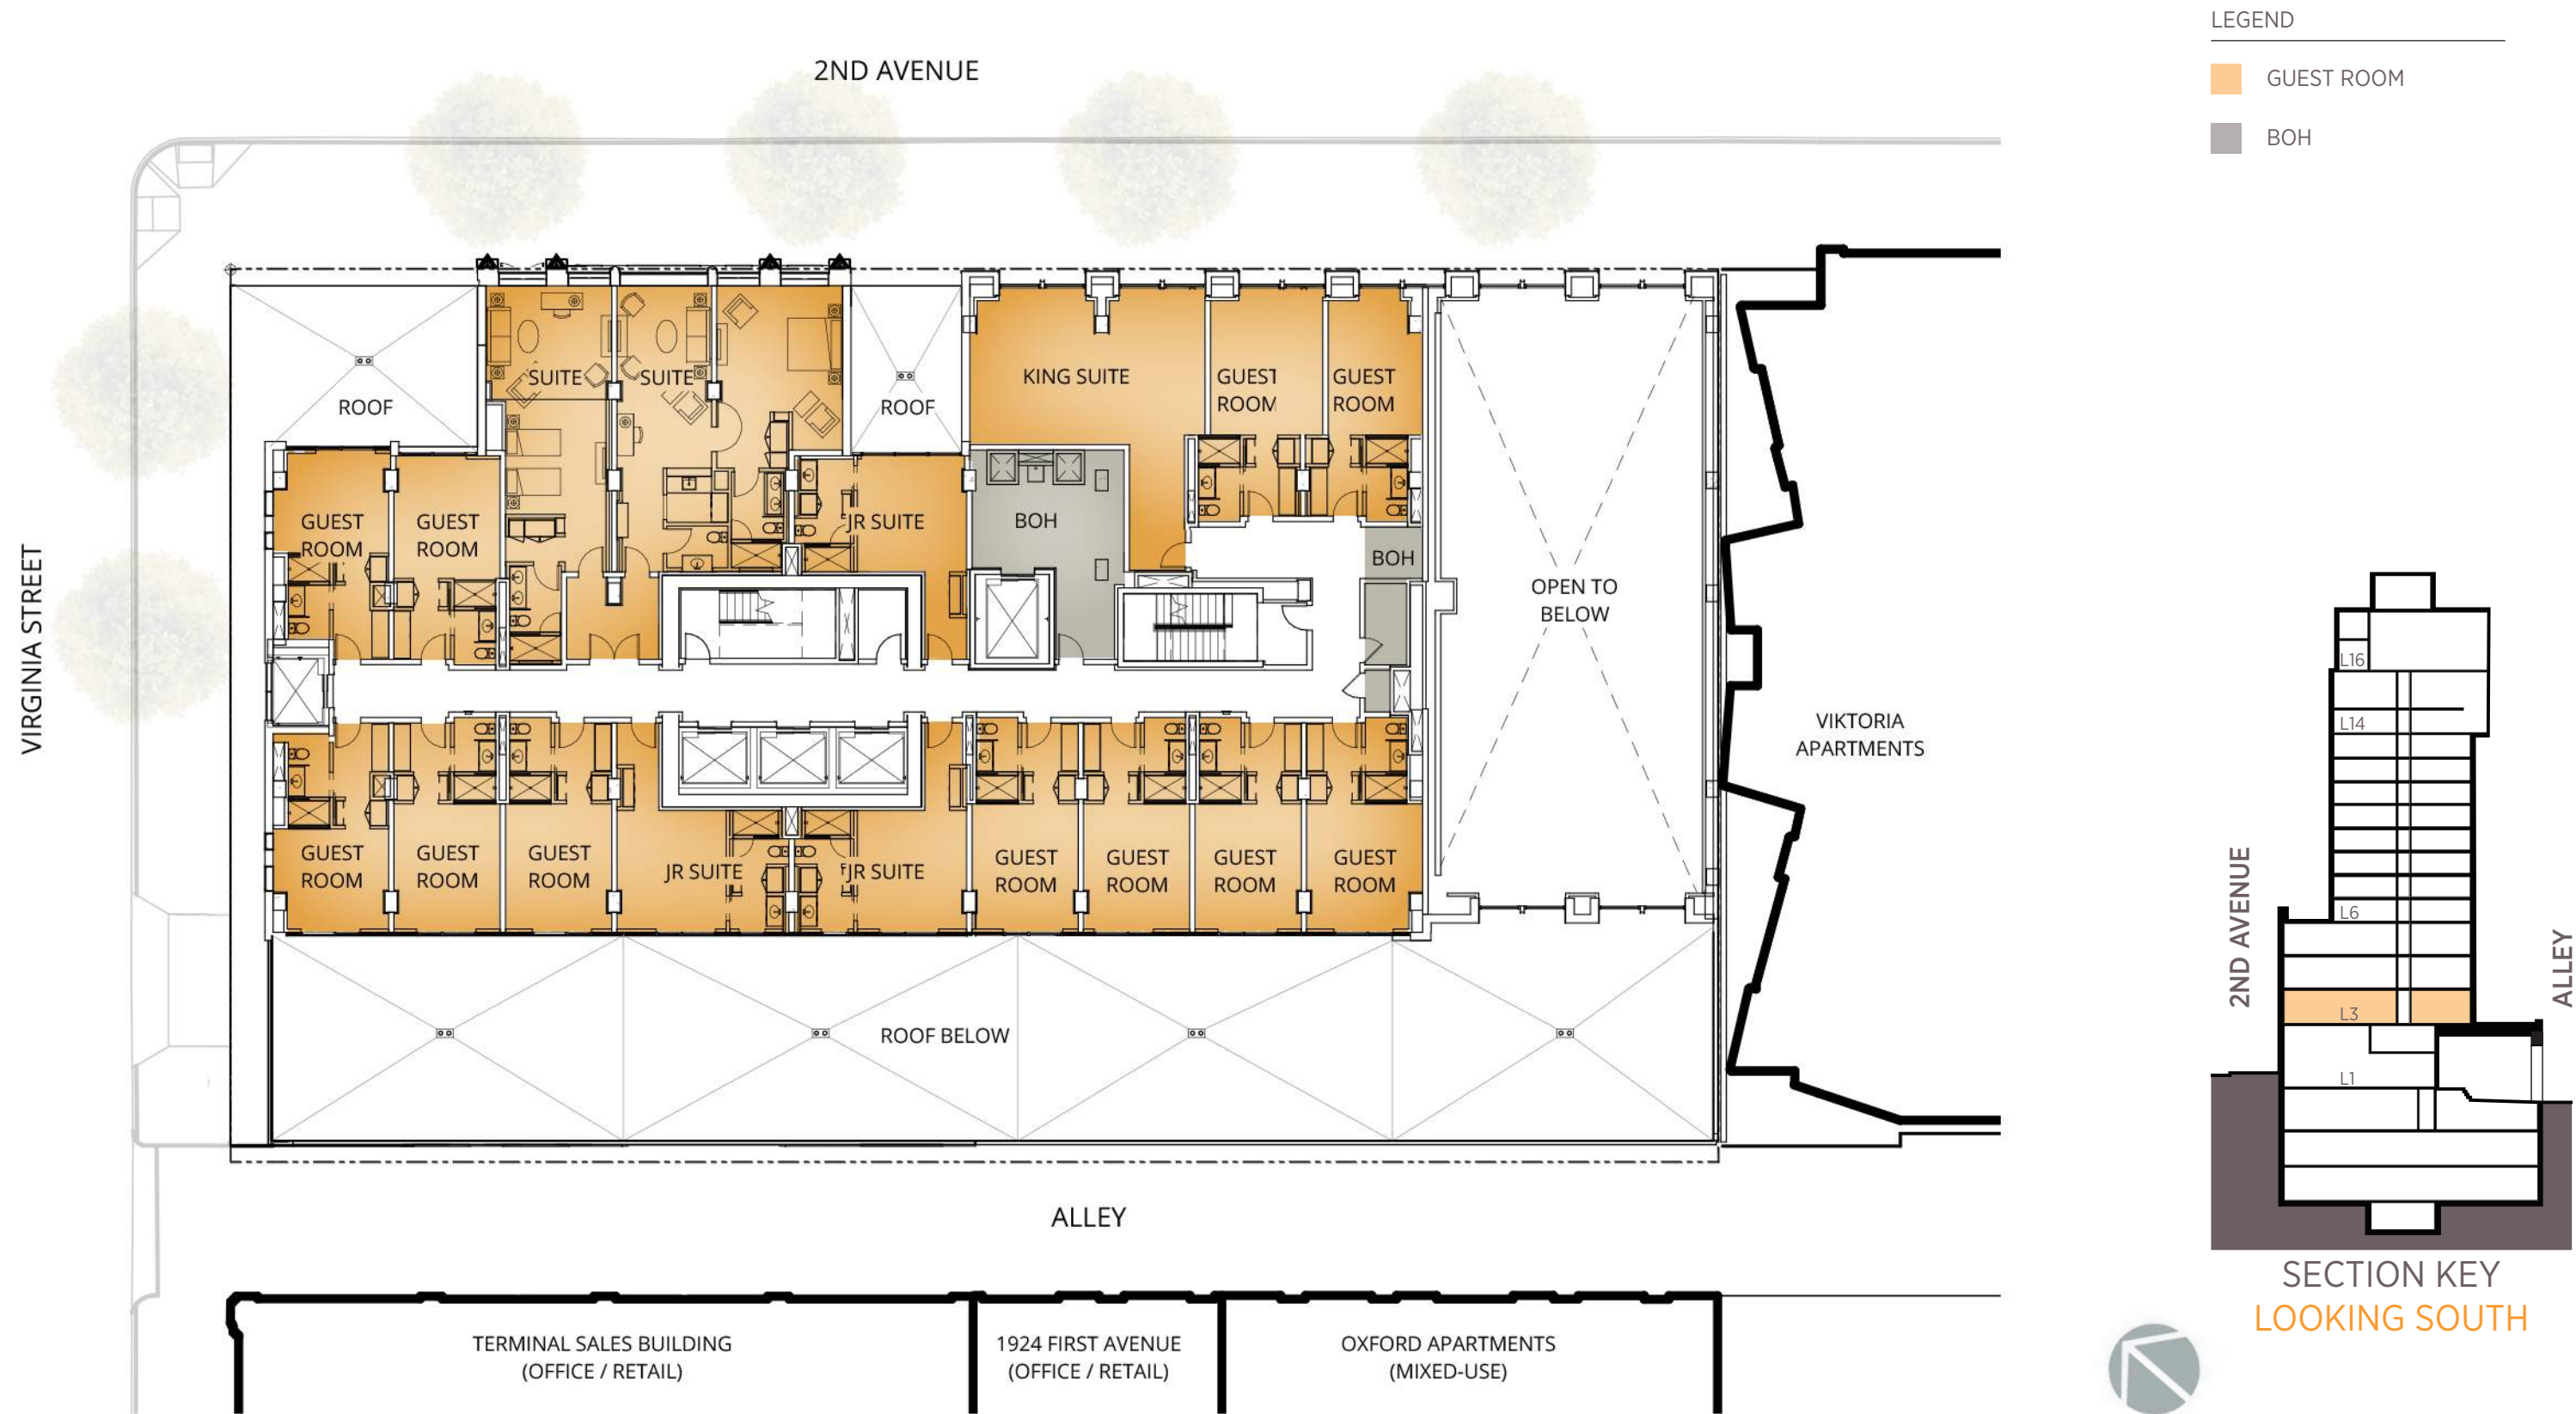 LEGEND
GUEST ROOM
BOH
2ND AVENUE
VIRGINIA STREET
ROOF
SUITE
SUITE
ROOF
KING SUITE
GUEST
ROOM
GUEST
ROOM
GUEST
ROOM
GUEST
ROOM
JR SUITE
BOH
BOH
OPEN TO
BELOW
VIKTORIA
APARTMENTS
GUEST
ROOM
GUEST
ROOM
GUEST
ROOM
JR SUITE
JR SUITE
GUEST
ROOM
GUEST
ROOM
GUEST
ROOM
GUEST
ROOM
ROOF BELOW
ALLEY
TERMINAL SALES BUILDING
(OFFICE / RETAIL)
1924 FIRST AVENUE
(OFFICE / RETAIL)
OXFORD APARTMENTS
(MIXED-USE)
L16
L14
L6
L3
L1
2ND AVENUE
ALLEY
SECTION KEY
LOOKING SOUTH